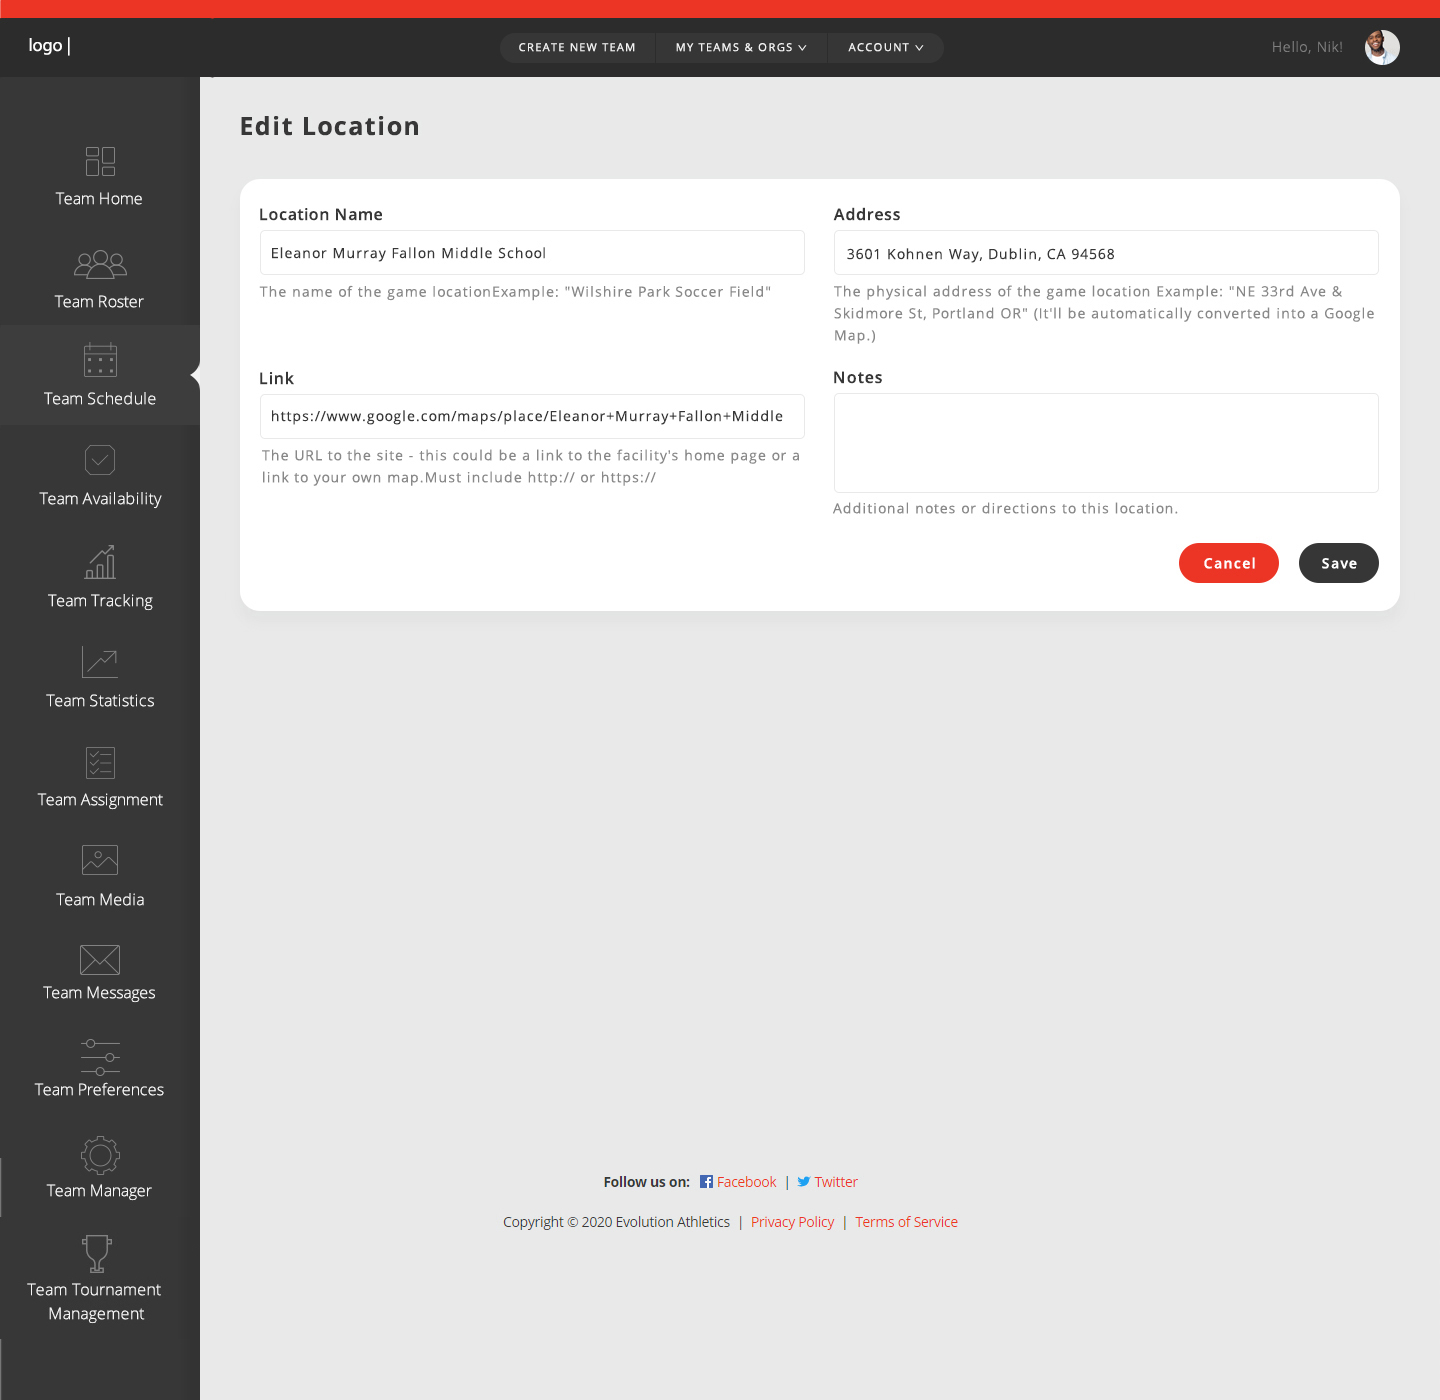 logo |
CREATE NEW TEAM
MY TEAMS & ORGS
ACCOUNT
Hello, Nik!
Team Home
Team Roster
Team Schedule
Team Availability
Team Tracking
Team Statistics
Team Assignment
Team Media
Team Messages
Team Preferences
Team Manager
Team Tournament
Management
Edit Location
Location Name
Eleanor Murray Fallon Middle School
The name of the game locationExample: "Wilshire Park Soccer Field"
Address
3601 Kohnen Way, Dublin, CA 94568
The physical address of the game location Example: "NE 33rd Ave &
Skidmore St, Portland OR" (It'll be automatically converted into a Google
Map.)
Link
https://www.google.com/maps/place/Eleanor+Murray+Fallon+Middle
The URL to the site - this could be a link to the facility's home page or a
link to your own map.Must include http:// or https://
Notes
Additional notes or directions to this location.
Cancel
Save
Follow us on: Facebook | Twitter
Copyright © 2020 Evolution Athletics | Privacy Policy | Terms of Service